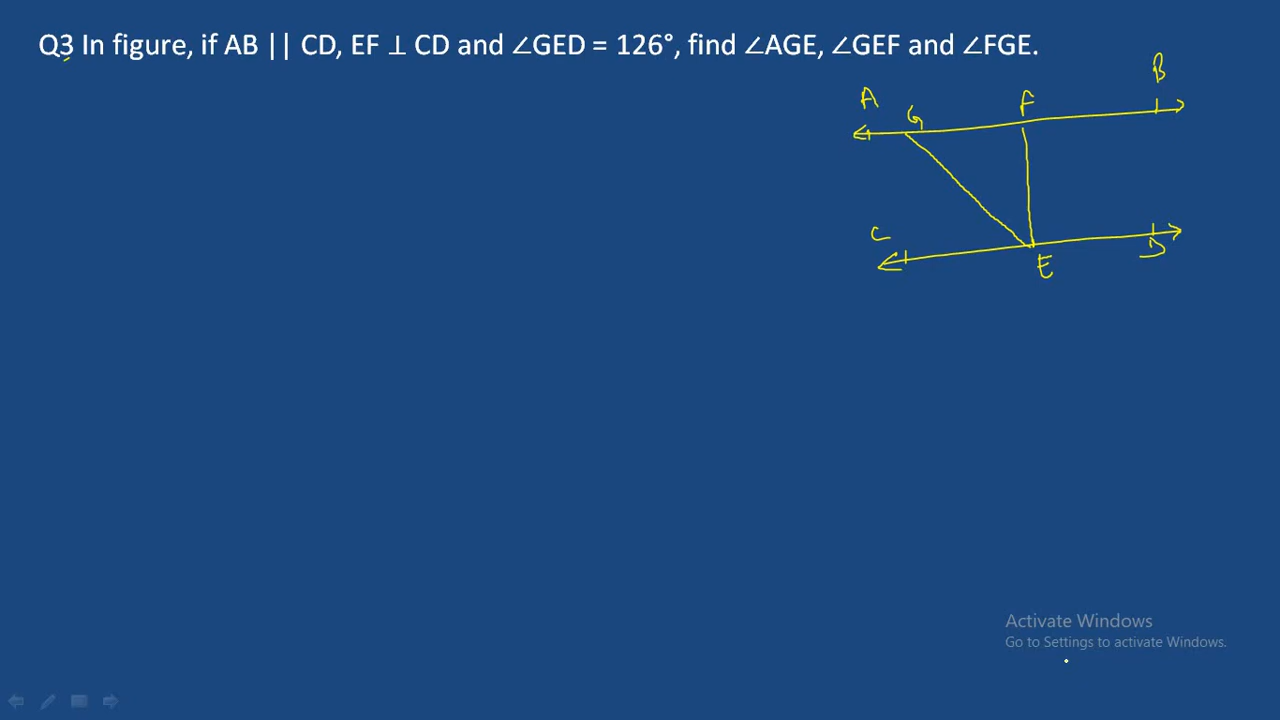 Q3 In figure, if AB || CD, EF ⊥ CD and ∠GED = 126°, find ∠AGE, ∠GEF and ∠FGE.
A G F B
C E D
Activate Windows
Go to Settings to activate Windows.